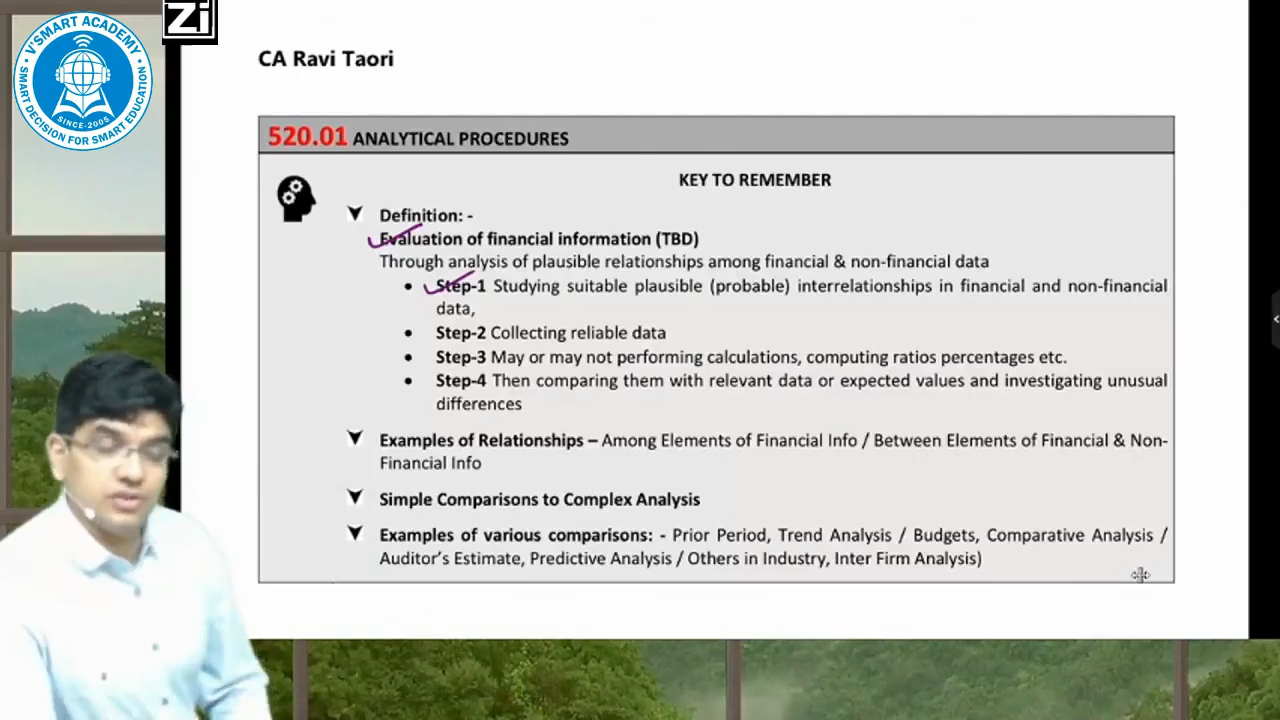 V'SMART ACADEMY
SINCE-2005
SMART DECISION FOR SMART EDUCATION
Zi
CA Ravi Taori
520.01 ANALYTICAL PROCEDURES
KEY TO REMEMBER
Definition: -
Evaluation of financial information (TBD)
Through analysis of plausible relationships among financial & non-financial data
• Step-1 Studying suitable plausible (probable) interrelationships in financial and non-financial
data,
• Step-2 Collecting reliable data
• Step-3 May or may not performing calculations, computing ratios percentages etc.
• Step-4 Then comparing them with relevant data or expected values and investigating unusual
differences
Examples of Relationships – Among Elements of Financial Info / Between Elements of Financial & Non-
Financial Info
Simple Comparisons to Complex Analysis
Examples of various comparisons: - Prior Period, Trend Analysis / Budgets, Comparative Analysis /
Auditor's Estimate, Predictive Analysis / Others in Industry, Inter Firm Analysis)